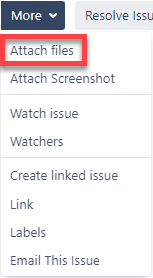 More
Resolve Issu
Attach files
Attach Screenshot
Watch issue
Watchers
Create linked issue
Link
Labels
Email This Issue